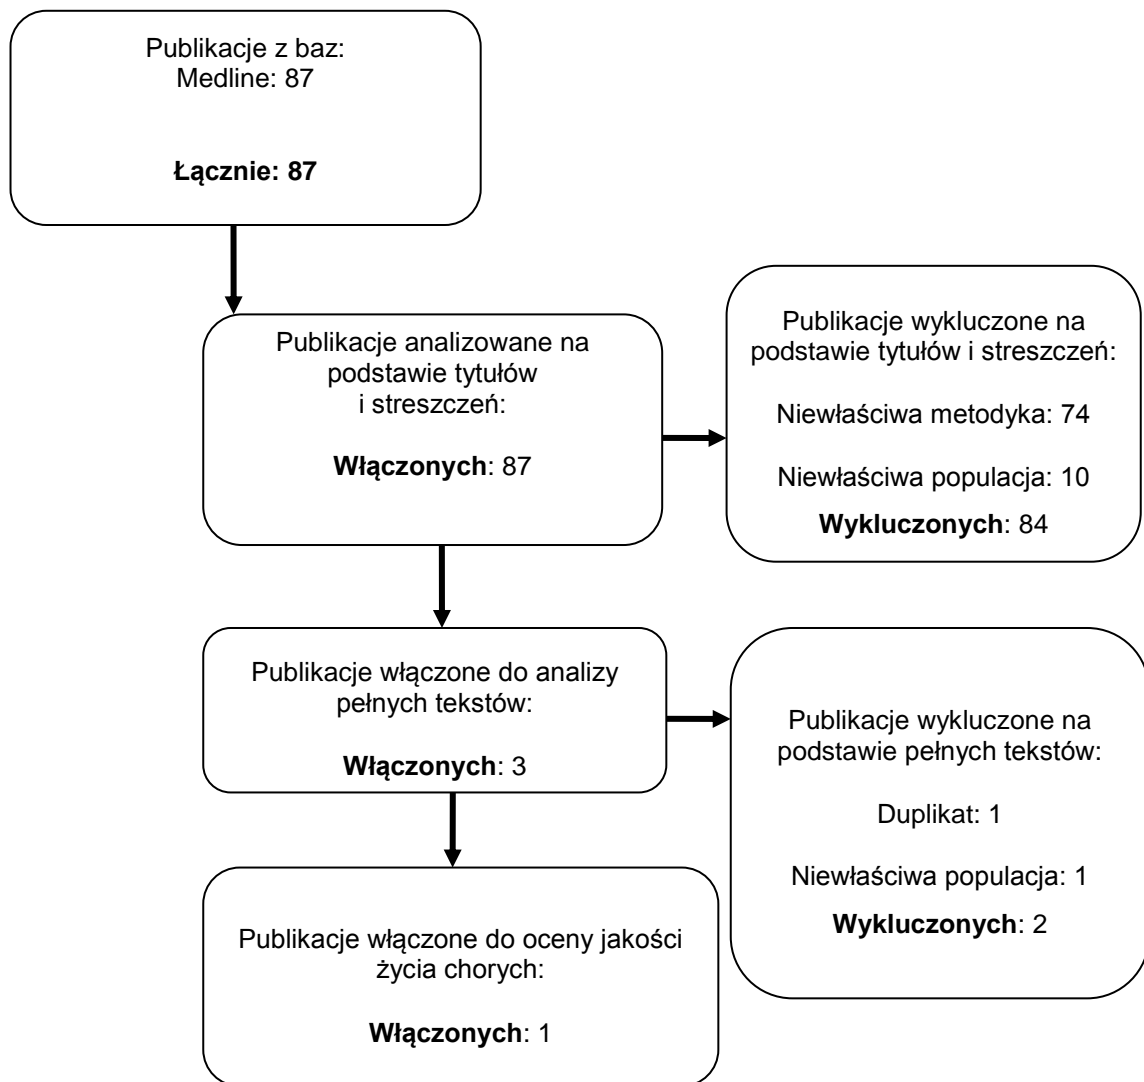 Publikacje z baz:
Medline: 87
Łącznie: 87
Publikacje analizowane na
podstawie tytułów
i streszczeń:
Włączonych: 87
Publikacje wykluczone na
podstawie tytułów i streszczeń:
Niewłaściwa metodyka: 74
Niewłaściwa populacja: 10
Wykluczonych: 84
Publikacje włączone do analizy
pełnych tekstów:
Włączonych: 3
Publikacje wykluczone na
podstawie pełnych tekstów:
Duplikat: 1
Niewłaściwa populacja: 1
Wykluczonych: 2
Publikacje włączone do oceny jakości
życia chorych:
Włączonych: 1